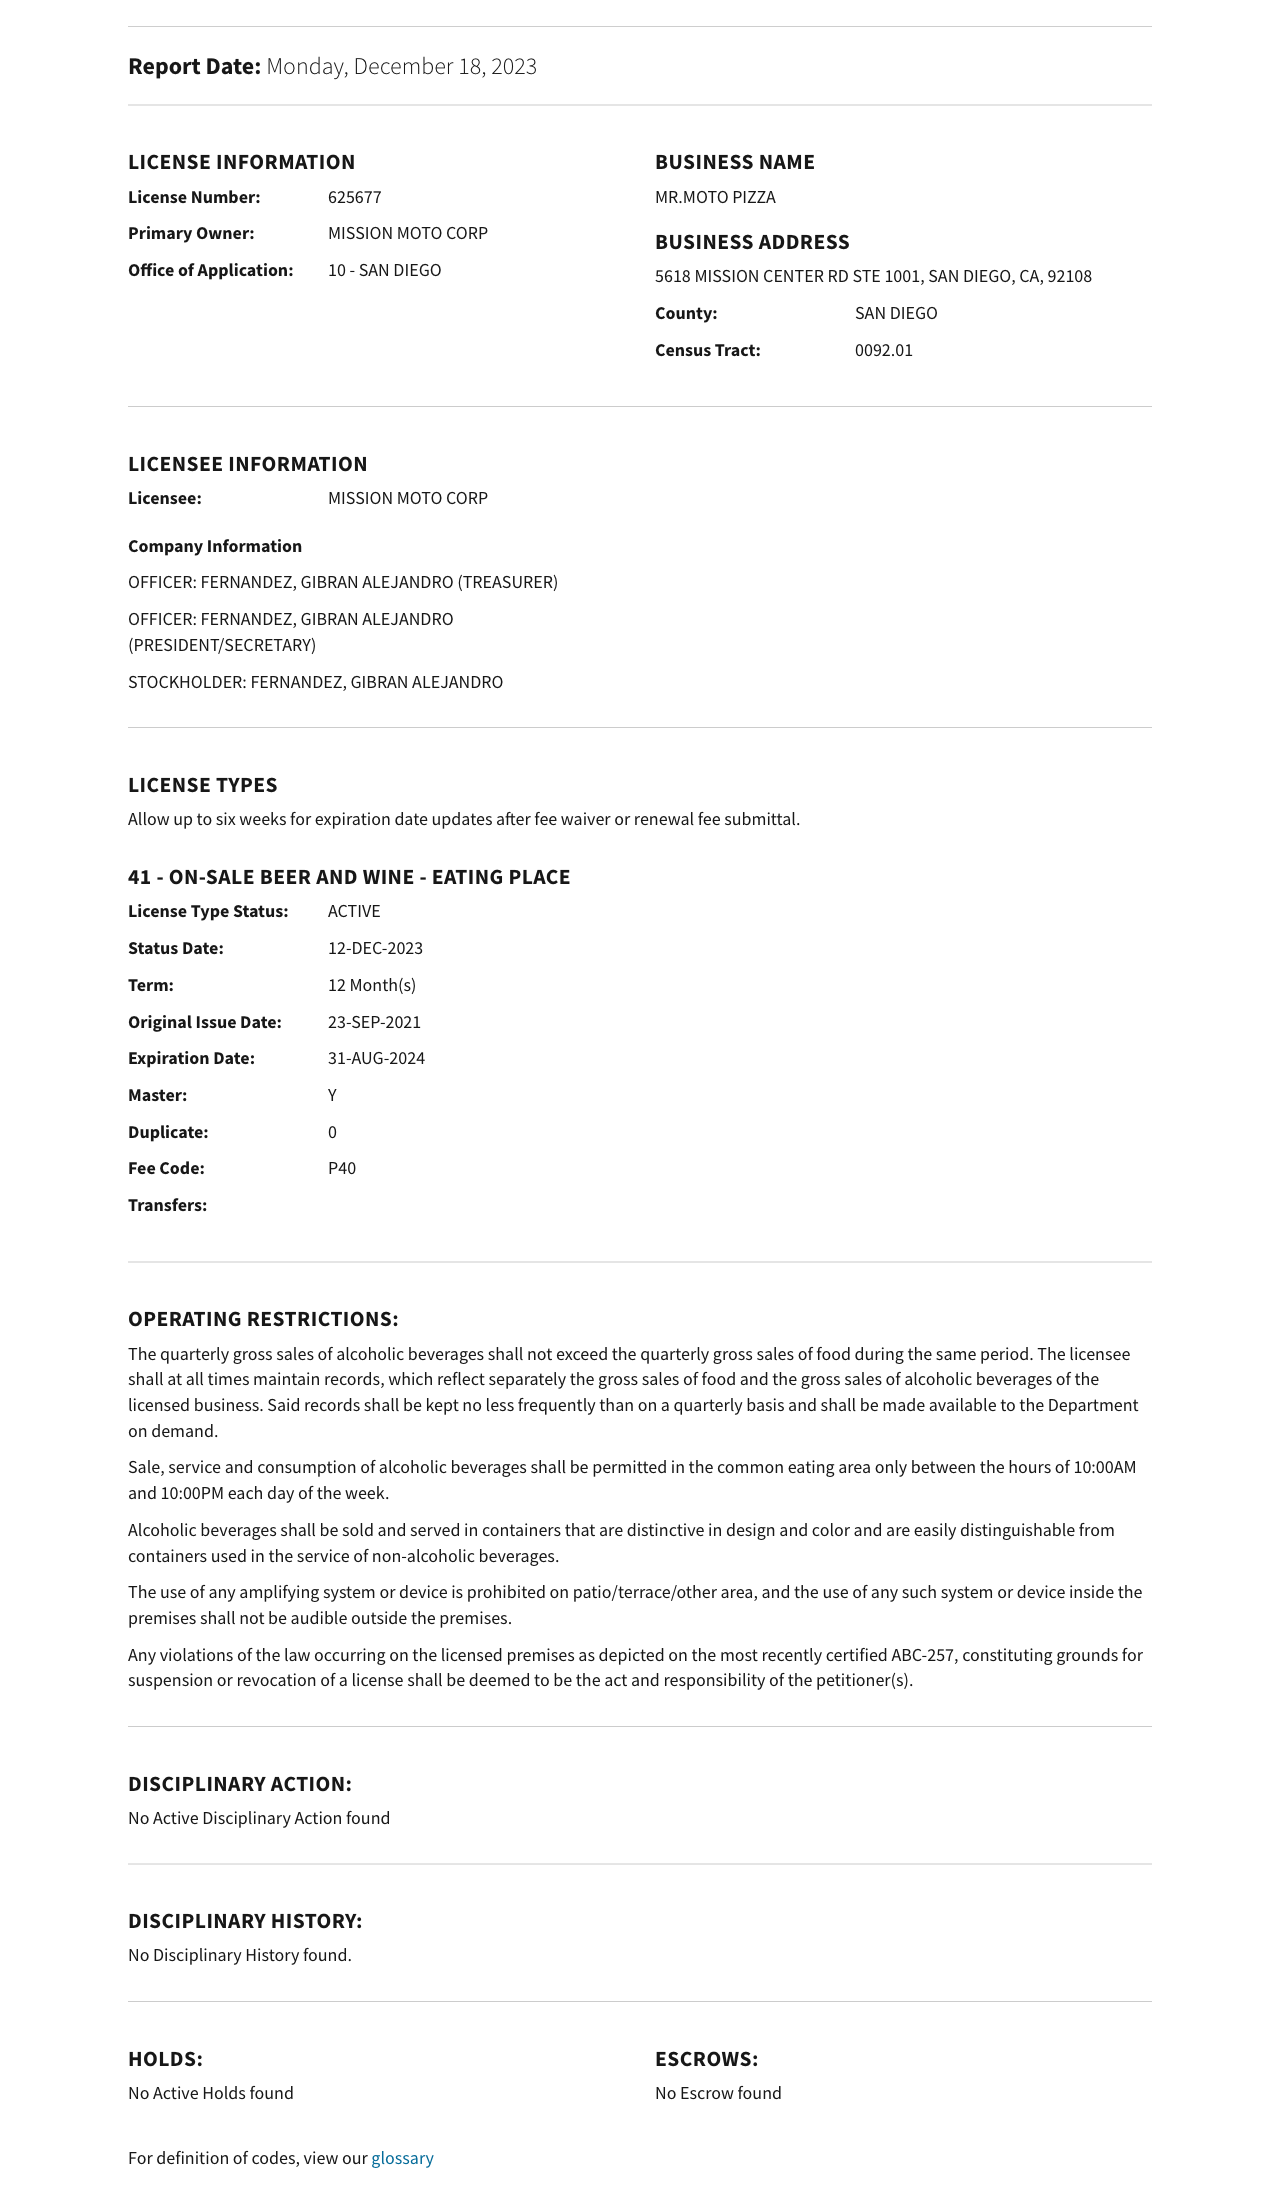 Report Date: Monday, December 18, 2023
LICENSE INFORMATION
License Number: 625677
Primary Owner: MISSION MOTO CORP
Office of Application: 10 - SAN DIEGO
BUSINESS NAME
MR.MOTO PIZZA
BUSINESS ADDRESS
5618 MISSION CENTER RD STE 1001, SAN DIEGO, CA, 92108
County: SAN DIEGO
Census Tract: 0092.01
LICENSEE INFORMATION
Licensee: MISSION MOTO CORP
Company Information
OFFICER: FERNANDEZ, GIBRAN ALEJANDRO (TREASURER)
OFFICER: FERNANDEZ, GIBRAN ALEJANDRO
(PRESIDENT/SECRETARY)
STOCKHOLDER: FERNANDEZ, GIBRAN ALEJANDRO
LICENSE TYPES
Allow up to six weeks for expiration date updates after fee waiver or renewal fee submittal.
41 - ON-SALE BEER AND WINE - EATING PLACE
License Type Status: ACTIVE
Status Date: 12-DEC-2023
Term: 12 Month(s)
Original Issue Date: 23-SEP-2021
Expiration Date: 31-AUG-2024
Master: Y
Duplicate: 0
Fee Code: P40
Transfers:
OPERATING RESTRICTIONS:
The quarterly gross sales of alcoholic beverages shall not exceed the quarterly gross sales of food during the same period. The licensee
shall at all times maintain records, which reflect separately the gross sales of food and the gross sales of alcoholic beverages of the
licensed business. Said records shall be kept no less frequently than on a quarterly basis and shall be made available to the Department
on demand.
Sale, service and consumption of alcoholic beverages shall be permitted in the common eating area only between the hours of 10:00AM
and 10:00PM each day of the week.
Alcoholic beverages shall be sold and served in containers that are distinctive in design and color and are easily distinguishable from
containers used in the service of non-alcoholic beverages.
The use of any amplifying system or device is prohibited on patio/terrace/other area, and the use of any such system or device inside the
premises shall not be audible outside the premises.
Any violations of the law occurring on the licensed premises as depicted on the most recently certified ABC-257, constituting grounds for
suspension or revocation of a license shall be deemed to be the act and responsibility of the petitioner(s).
DISCIPLINARY ACTION:
No Active Disciplinary Action found
DISCIPLINARY HISTORY:
No Disciplinary History found.
HOLDS:
No Active Holds found
ESCROWS:
No Escrow found
For definition of codes, view our glossary